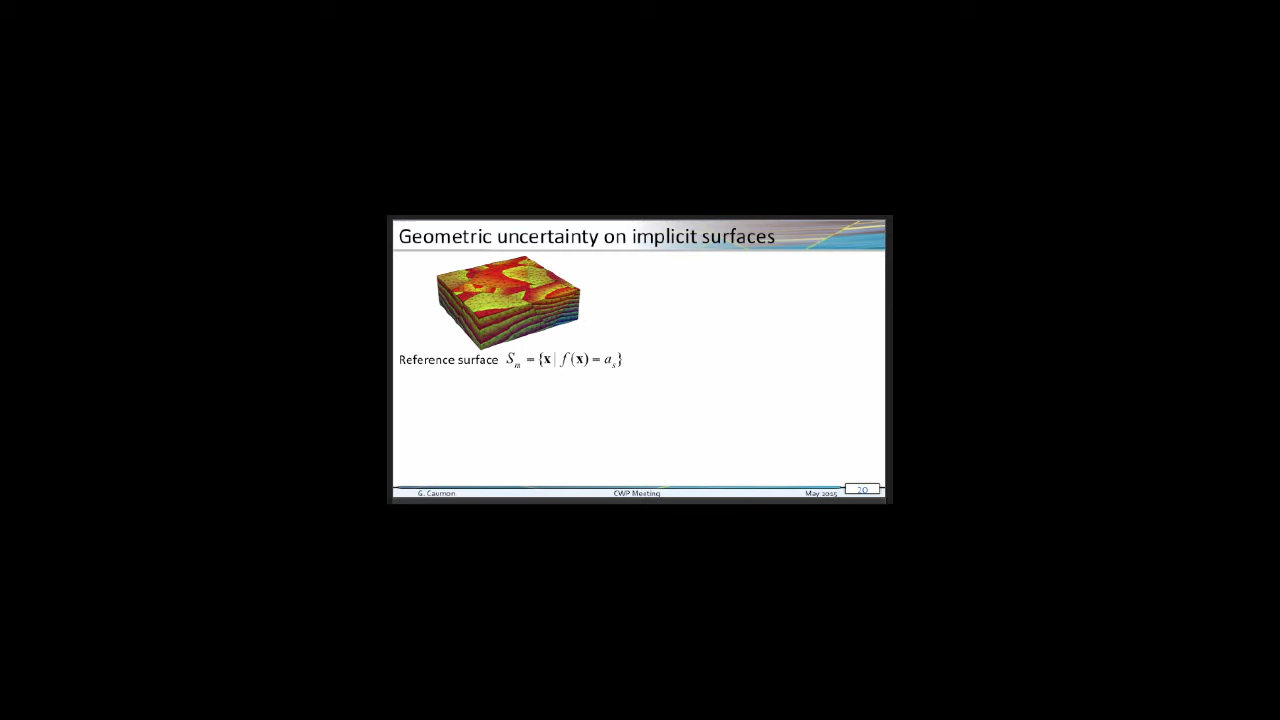 Geometric uncertainty on implicit surfaces
Reference surface S_m = {x | f(x) = a_s}
G. Caumon CWP Meeting May 2015 20